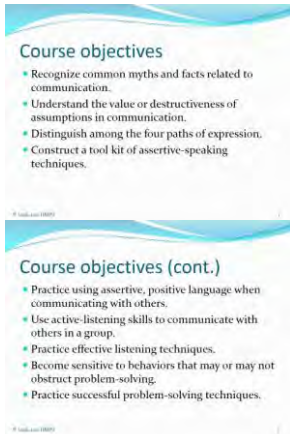 Course objectives
• Recognize common myths and facts related to
communication.
• Understand the value or destructiveness of
assumptions in communication.
• Distinguish among the four paths of expression.
• Construct a tool kit of assertive-speaking
techniques.
Course objectives (cont.)
• Practice using assertive, positive language when
communicating with others.
• Use active-listening skills to communicate with
others in a group.
• Practice effective listening techniques.
• Become sensitive to behaviors that may or may not
obstruct problem-solving.
• Practice successful problem-solving techniques.